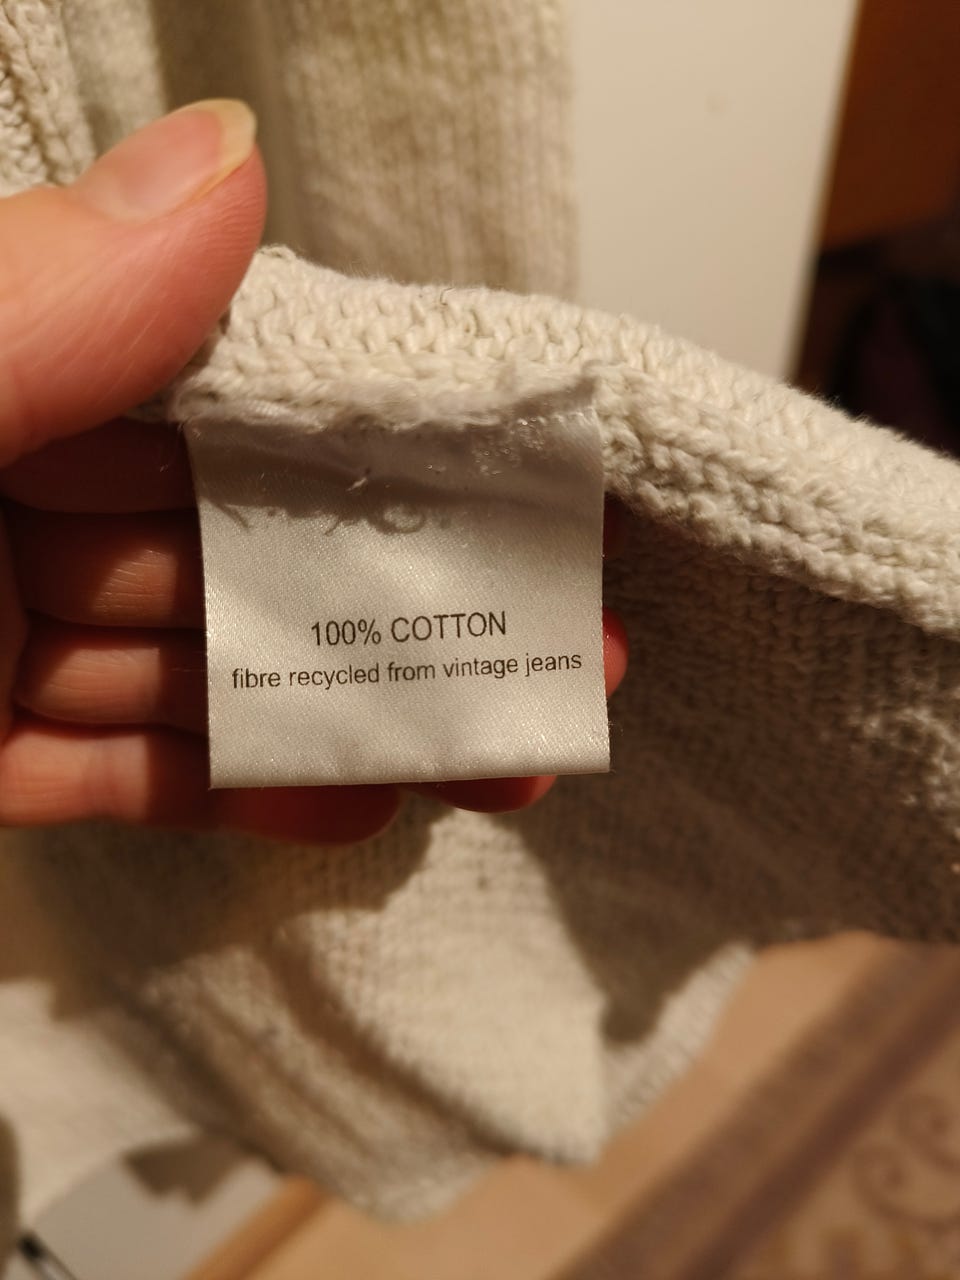 100% COTTON
fibre recycled from vintage jeans